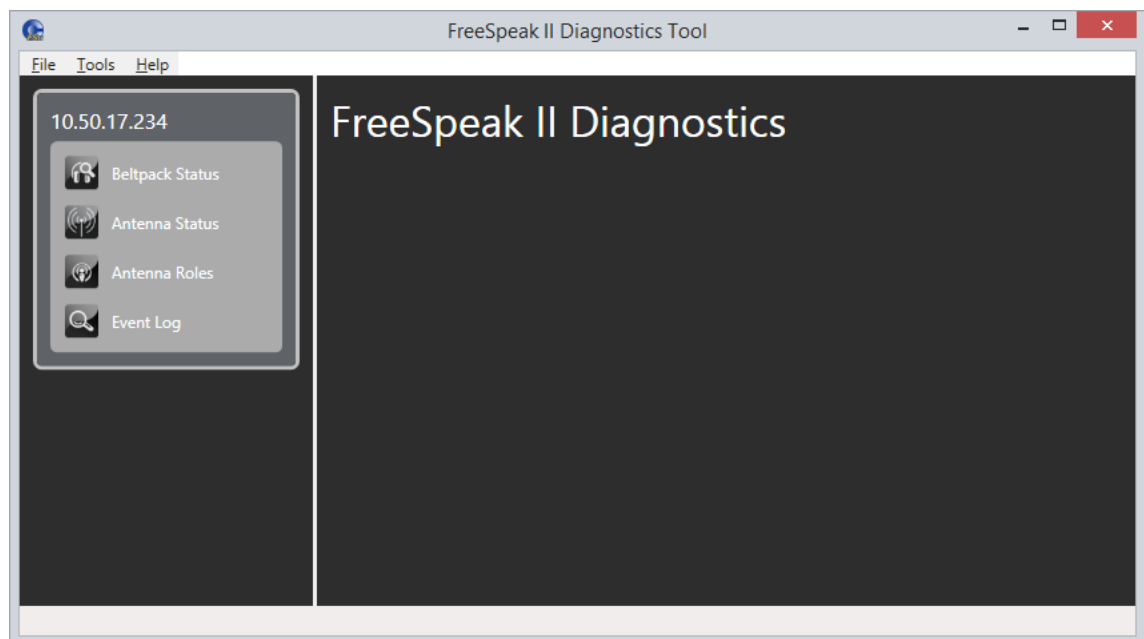 FreeSpeak II Diagnostics Tool
File Tools Help
10.50.17.234
Beltpack Status
Antenna Status
Antenna Roles
Event Log
FreeSpeak II Diagnostics